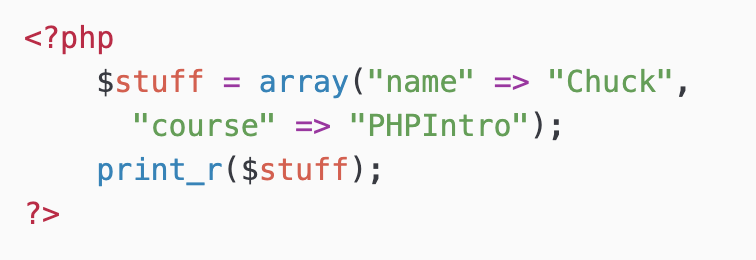 <?php
    $stuff = array("name" => "Chuck",
      "course" => "PHPIntro");
    print_r($stuff);
?>